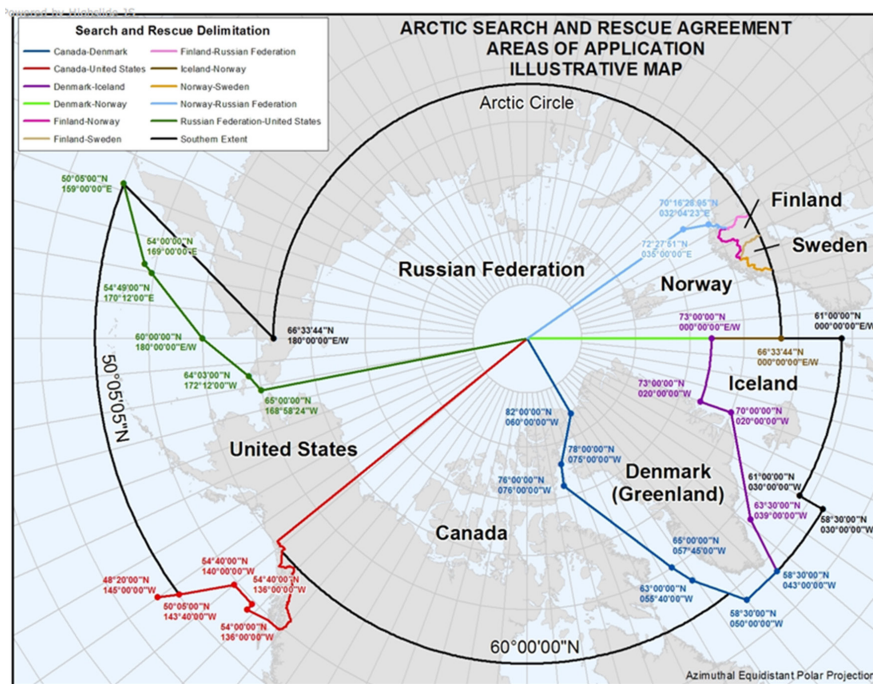 Powered by Highslide JS
Search and Rescue Delimitation
Canada-Denmark
Canada-United States
Denmark-Iceland
Denmark-Norway
Finland-Norway
Finland-Sweden
Finland-Russian Federation
Iceland-Norway
Norway-Sweden
Norway-Russian Federation
Russian Federation-United States
Southern Extent
ARCTIC SEARCH AND RESCUE AGREEMENT
AREAS OF APPLICATION
ILLUSTRATIVE MAP
Arctic Circle
50°05'00"N
159°00'00"E
54°00'00"N
169°00'00"E
54°49'00"N
170°12'00"E
60°00'00"N
180°00'00"E/W
64°03'00"N
172°12'00"W
65°00'00"N
168°58'24"W
66°33'44"N
180°00'00"E/W
70°16'28.95"N
032°04'23"E
72°27'51"N
035°00'00"E
Finland
Sweden
Russian Federation
Norway
73°00'00"N
000°00'00"E/W
61°00'00"N
000°00'00"E/W
66°33'44"N
000°00'00"E/W
73°00'00"N
020°00'00"W
Iceland
70°00'00"N
020°00'00"W
50°05'05"N
United States
82°00'00"N
060°00'00"W
78°00'00"N
075°00'00"W
76°00'00"N
076°00'00"W
Denmark
(Greenland)
61°00'00"N
030°00'00"W
63°30'00"N
039°00'00"W
58°30'00"N
030°00'00"W
Canada
65°00'00"N
057°45'00"W
63°00'00"N
055°40'00"W
58°30'00"N
043°00'00"W
58°30'00"N
050°00'00"W
48°20'00"N
145°00'00"W
50°05'00"N
143°40'00"W
54°40'00"N
140°00'00"W
54°40'00"N
136°00'00"W
54°00'00"N
136°00'00"W
60°00'00"N
Azimuthal Equidistant Polar Projection